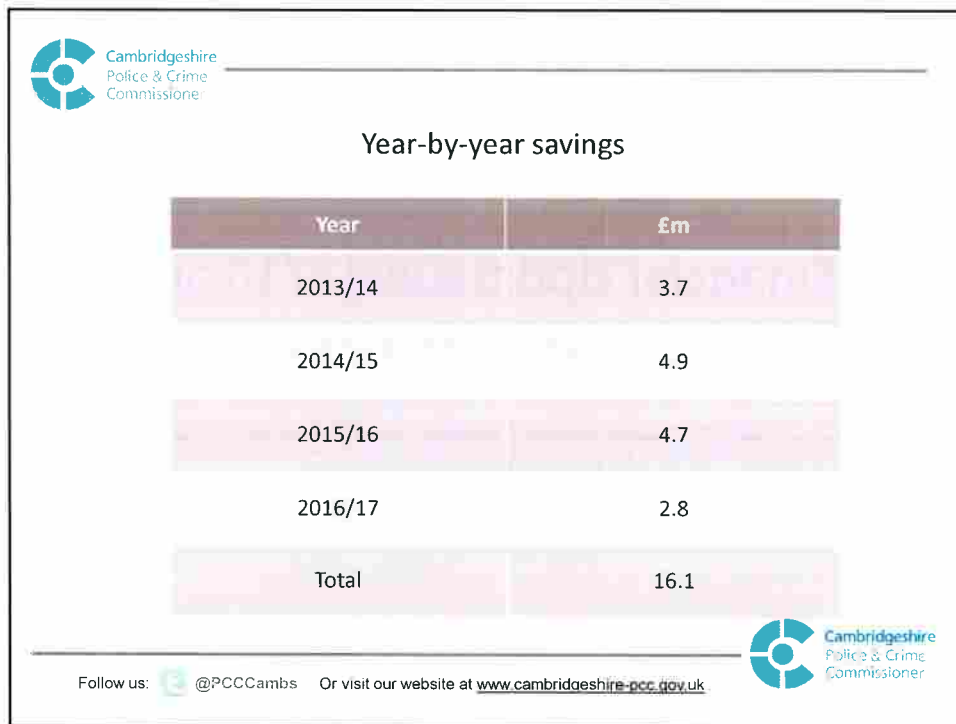 Cambridgeshire
Police & Crime
Commissioner
Year-by-year savings
Year £m
2013/14 3.7
2014/15 4.9
2015/16 4.7
2016/17 2.8
Total 16.1
Follow us: @PCCCambs Or visit our website at www.cambridgeshire-pcc.gov.uk
Cambridgeshire
Police & Crime
Commissioner